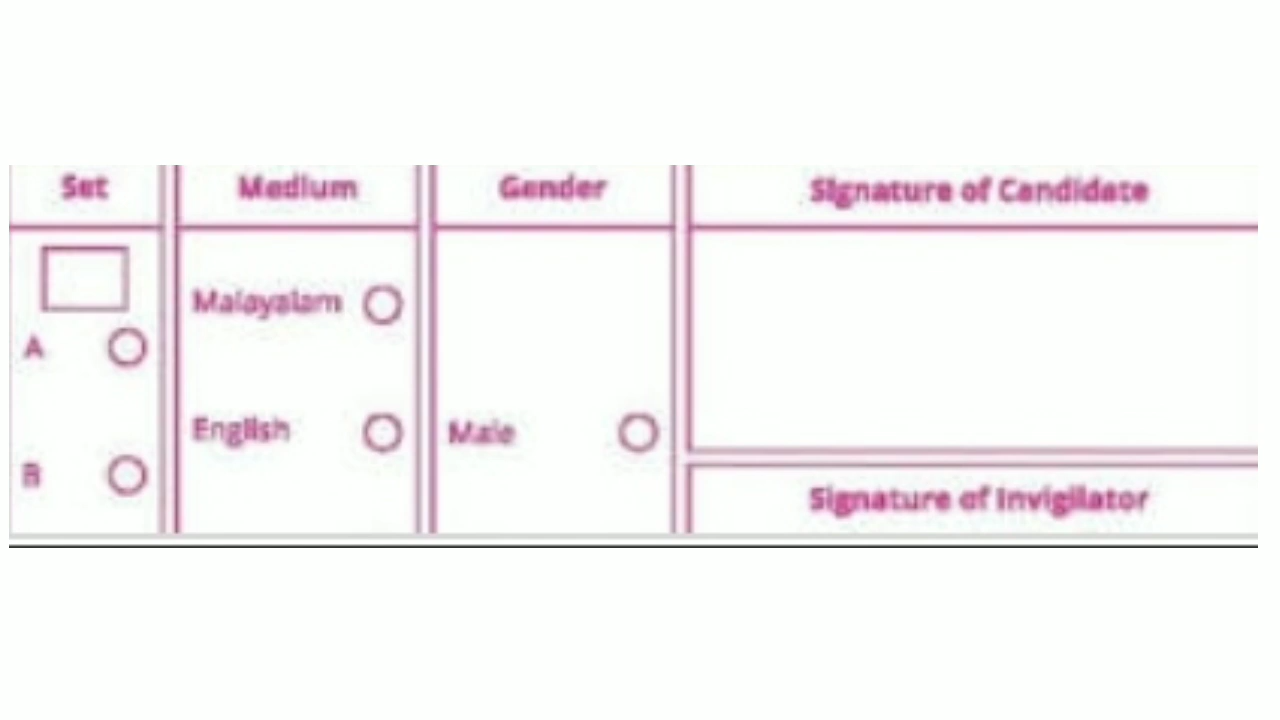 Set
Medium
Gender
Signature of Candidate
Malayalam
A
English
Male
B
Signature of Invigilator